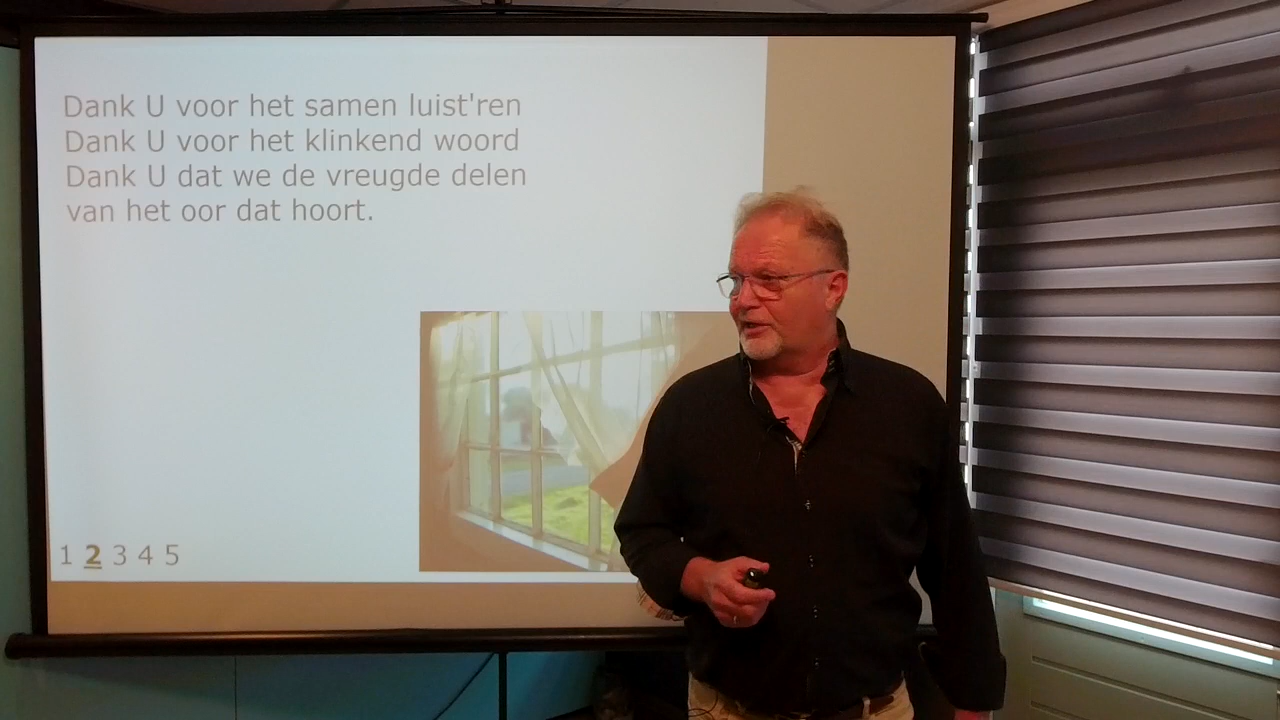 Dank U voor het samen luist'ren
Dank U voor het klinkend woord
Dank U dat we de vreugde delen
van het oor dat hoort.
1 2 3 4 5